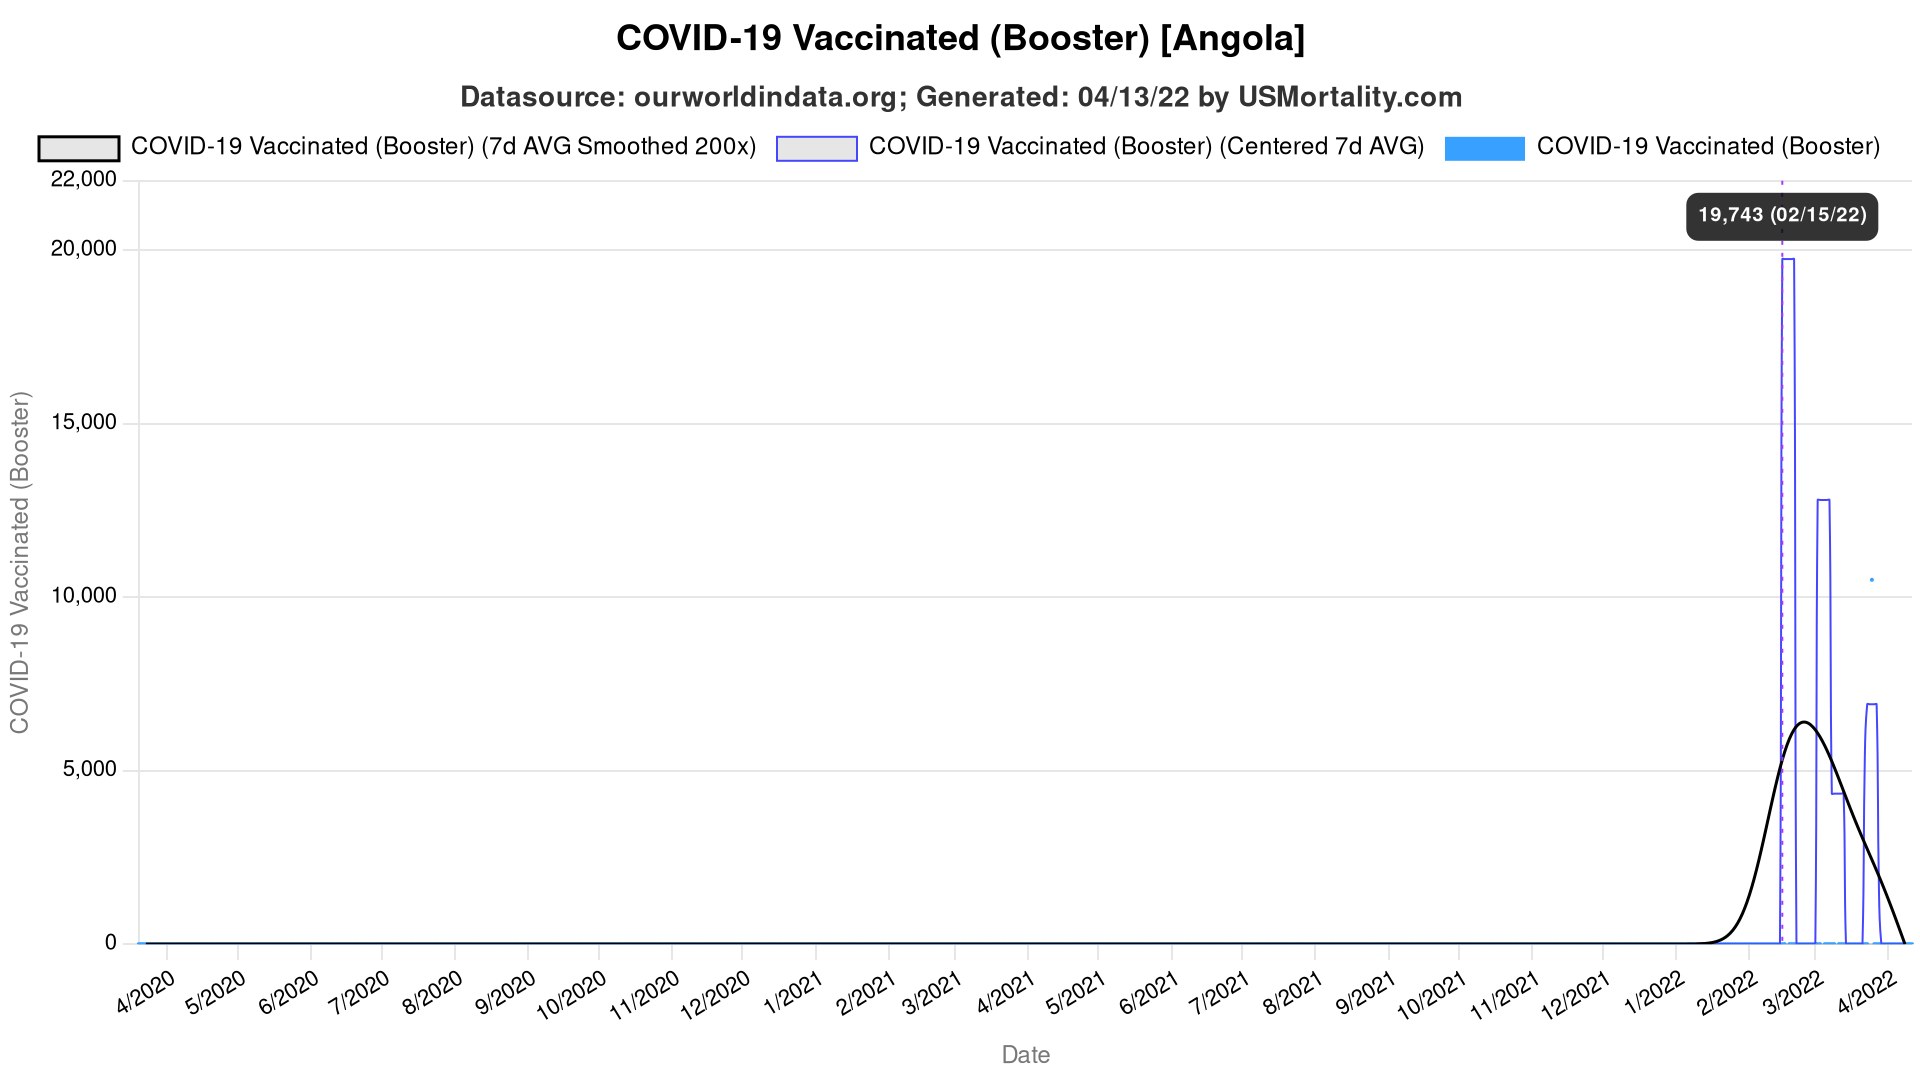 COVID-19 Vaccinated (Booster) [Angola]
Datasource: ourworldindata.org; Generated: 04/13/22 by USMortality.com
COVID-19 Vaccinated (Booster) (7d AVG Smoothed 200x) COVID-19 Vaccinated (Booster) (Centered 7d AVG) COVID-19 Vaccinated (Booster)
22,000
19,743 (02/15/22)
20,000
15,000
10,000
5,000
0
COVID-19 Vaccinated (Booster)
4/2020 5/2020 6/2020 7/2020 8/2020 9/2020 10/2020 11/2020 12/2020 1/2021 2/2021 3/2021 4/2021 5/2021 6/2021 7/2021 8/2021 9/2021 10/2021 11/2021 12/2021 1/2022 2/2022 3/2022 4/2022
Date